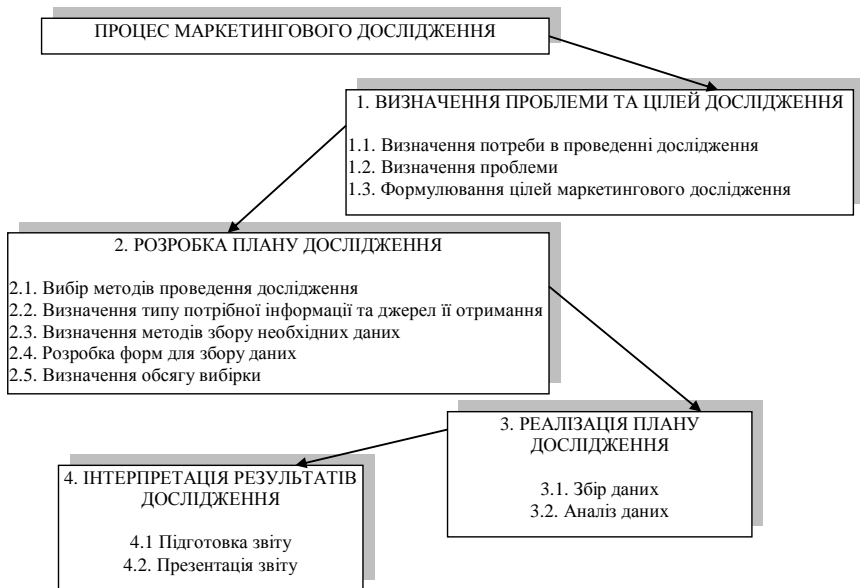 ПРОЦЕС МАРКЕТИНГОВОГО ДОСЛІДЖЕННЯ
1. ВИЗНАЧЕННЯ ПРОБЛЕМИ ТА ЦІЛЕЙ ДОСЛІДЖЕННЯ
1.1. Визначення потреби в проведенні дослідження
1.2. Визначення проблеми
1.3. Формулювання цілей маркетингового дослідження
2. РОЗРОБКА ПЛАНУ ДОСЛІДЖЕННЯ
2.1. Вибір методів проведення дослідження
2.2. Визначення типу потрібної інформації та джерел її отримання
2.3. Визначення методів збору необхідних даних
2.4. Розробка форм для збору даних
2.5. Визначення обсягу вибірки
3. РЕАЛІЗАЦІЯ ПЛАНУ
ДОСЛІДЖЕННЯ
3.1. Збір даних
3.2. Аналіз даних
4. ІНТЕРПРЕТАЦІЯ РЕЗУЛЬТАТІВ
ДОСЛІДЖЕННЯ
4.1 Підготовка звіту
4.2. Презентація звіту